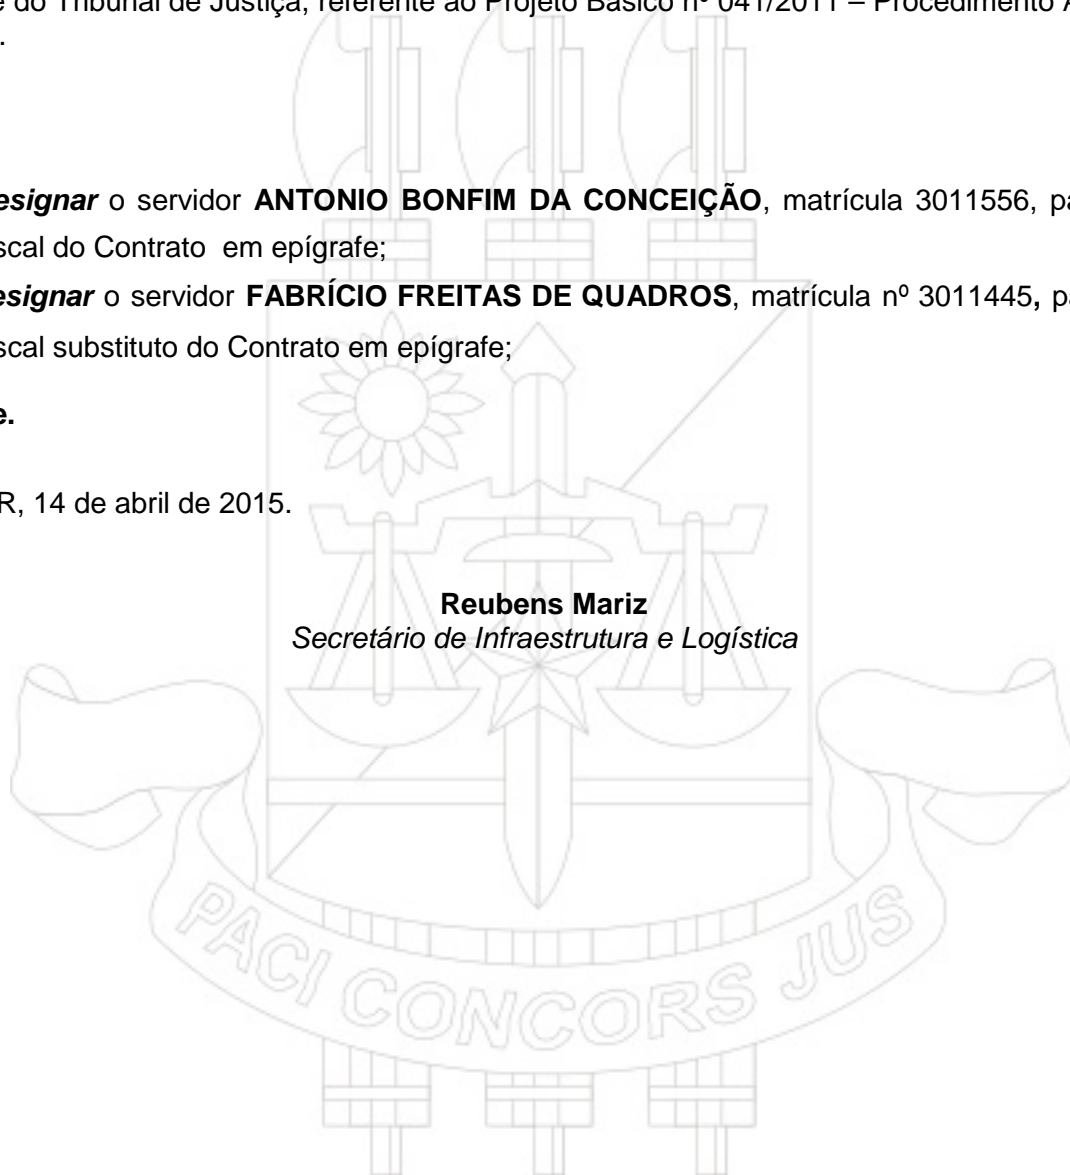 e do Tribunal de Justiça, referente ao Projeto Básico nº 041/2011 – Procedimento A
.
esignar o servidor ANTONIO BONFIM DA CONCEIÇÃO, matrícula 3011556, pa
scal do Contrato em epígrafe;
esignar o servidor FABRÍCIO FREITAS DE QUADROS, matrícula nº 3011445, pa
scal substituto do Contrato em epígrafe;
e.
R, 14 de abril de 2015.
Reubens Mariz
Secretário de Infraestrutura e Logística
PACI CONCORS JUS